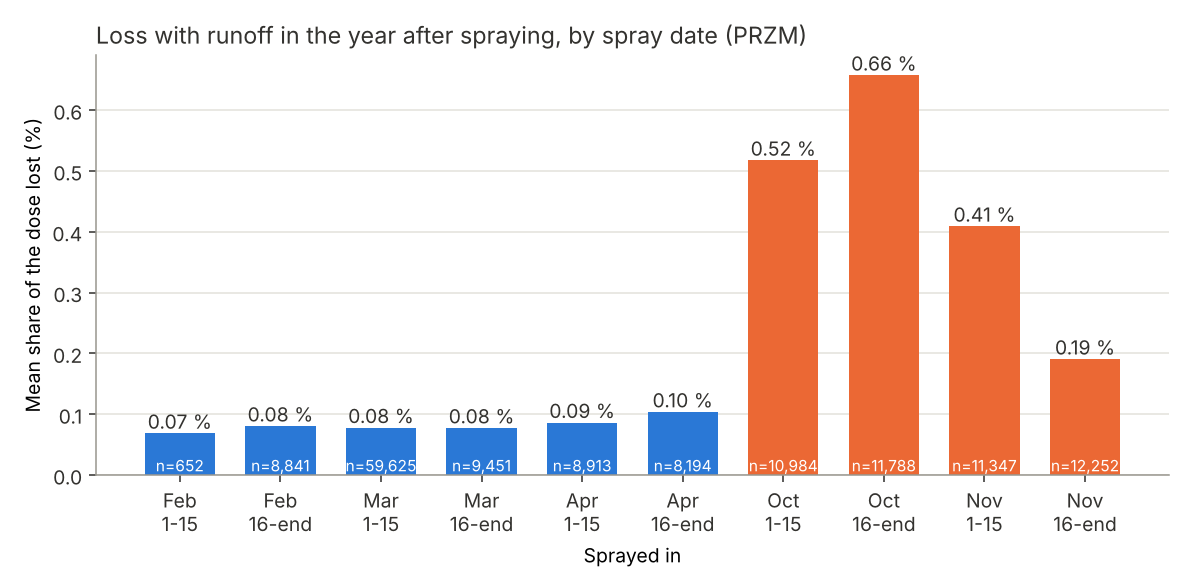 Loss with runoff in the year after spraying, by spray date (PRZM)
Mean share of the dose lost (%)
0.6
0.5
0.4
0.3
0.2
0.1
0.0
0.07 %
0.08 %
0.08 %
0.08 %
0.09 %
0.10 %
0.52 %
0.66 %
0.41 %
0.19 %
n=652
n=8,841
n=59,625
n=9,451
n=8,913
n=8,194
n=10,984
n=11,788
n=11,347
n=12,252
Feb
1-15
Feb
16-end
Mar
1-15
Mar
16-end
Apr
1-15
Apr
16-end
Oct
1-15
Oct
16-end
Nov
1-15
Nov
16-end
Sprayed in